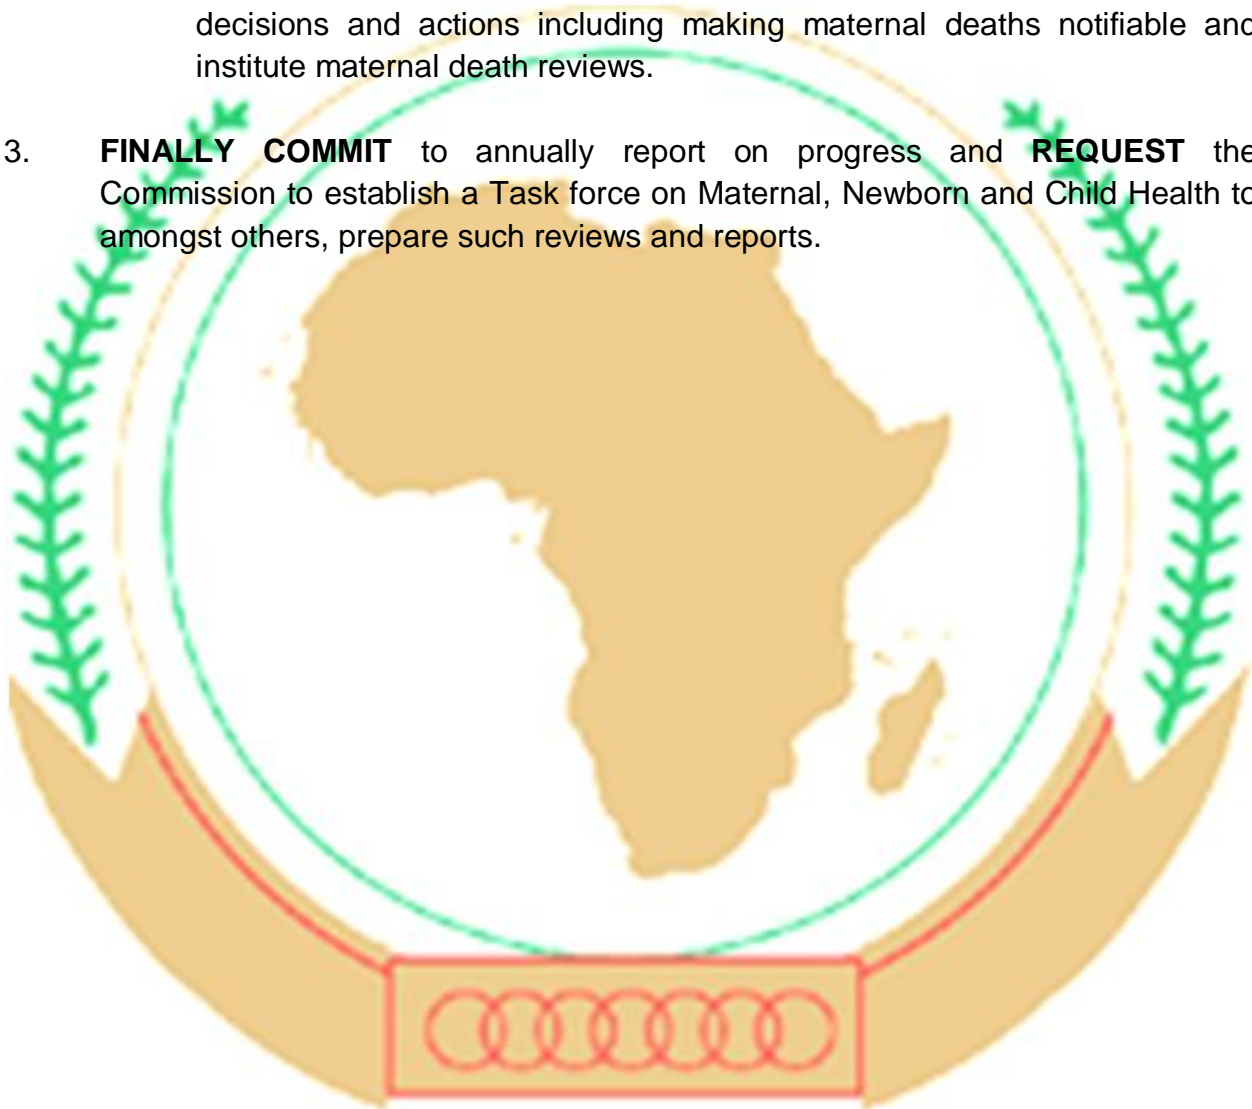 decisions and actions including making maternal deaths notifiable and
institute maternal death reviews.
3. FINALLY COMMIT to annually report on progress and REQUEST the
Commission to establish a Task force on Maternal, Newborn and Child Health to
amongst others, prepare such reviews and reports.